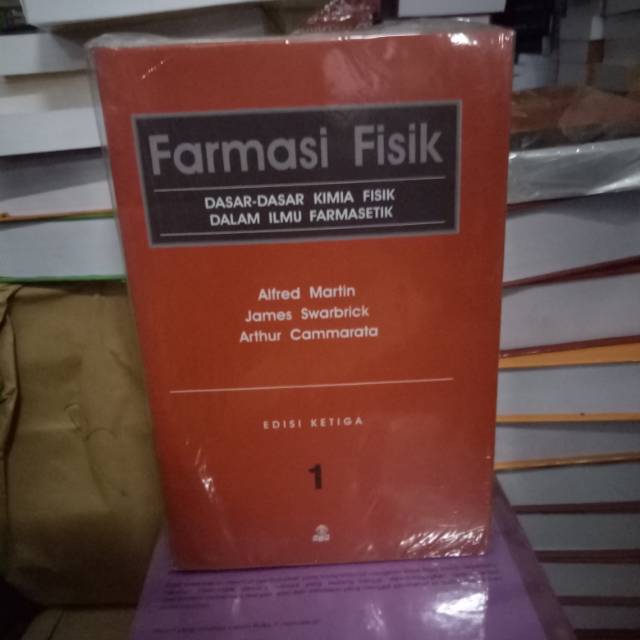 Farmasi Fisik
DASAR-DASAR KIMIA FISIK
DALAM ILMU FARMASETIK
Alfred Martin
James Swarbrick
Arthur Cammarata
EDISI KETIGA
1